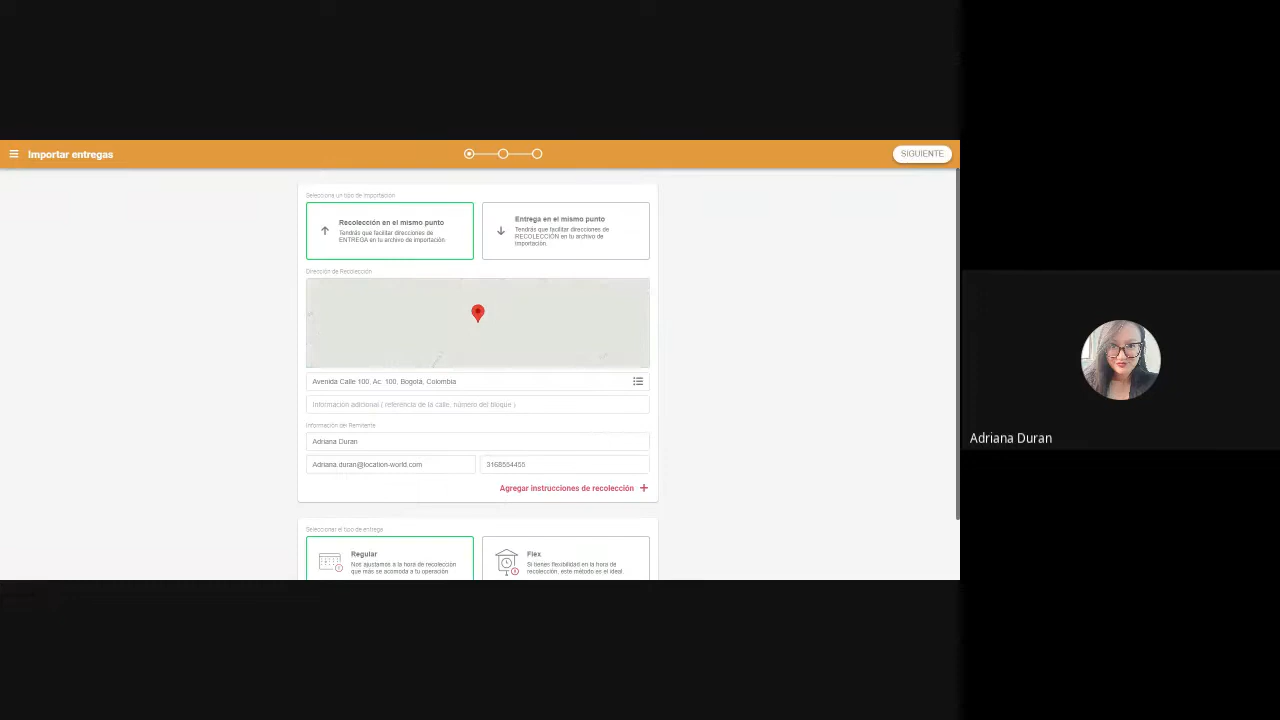 Importar entregas
SIGUIENTE
Selecciona un tipo de importación
Recolección en el mismo punto
Tendrás que facilitar direcciones de
ENTREGA en tu archivo de importación
Entrega en el mismo punto
Tendrás que facilitar direcciones de
RECOLECCIÓN en tu archivo de
importación.
Dirección de Recolección
Avenida Calle 100, Ac. 100, Bogotá, Colombia
Información adicional ( referencia de la calle, número del bloque )
Información del Remitente
Adriana Duran
Adriana.duran@location-world.com
3168554455
Agregar instrucciones de recolección +
Seleccionar el tipo de entrega
Regular
Nos ajustamos a la hora de recolección
que más se acomoda a tu operación
Flex
Si tienes flexibilidad en la hora de
recolección, este método es el ideal.
Adriana Duran